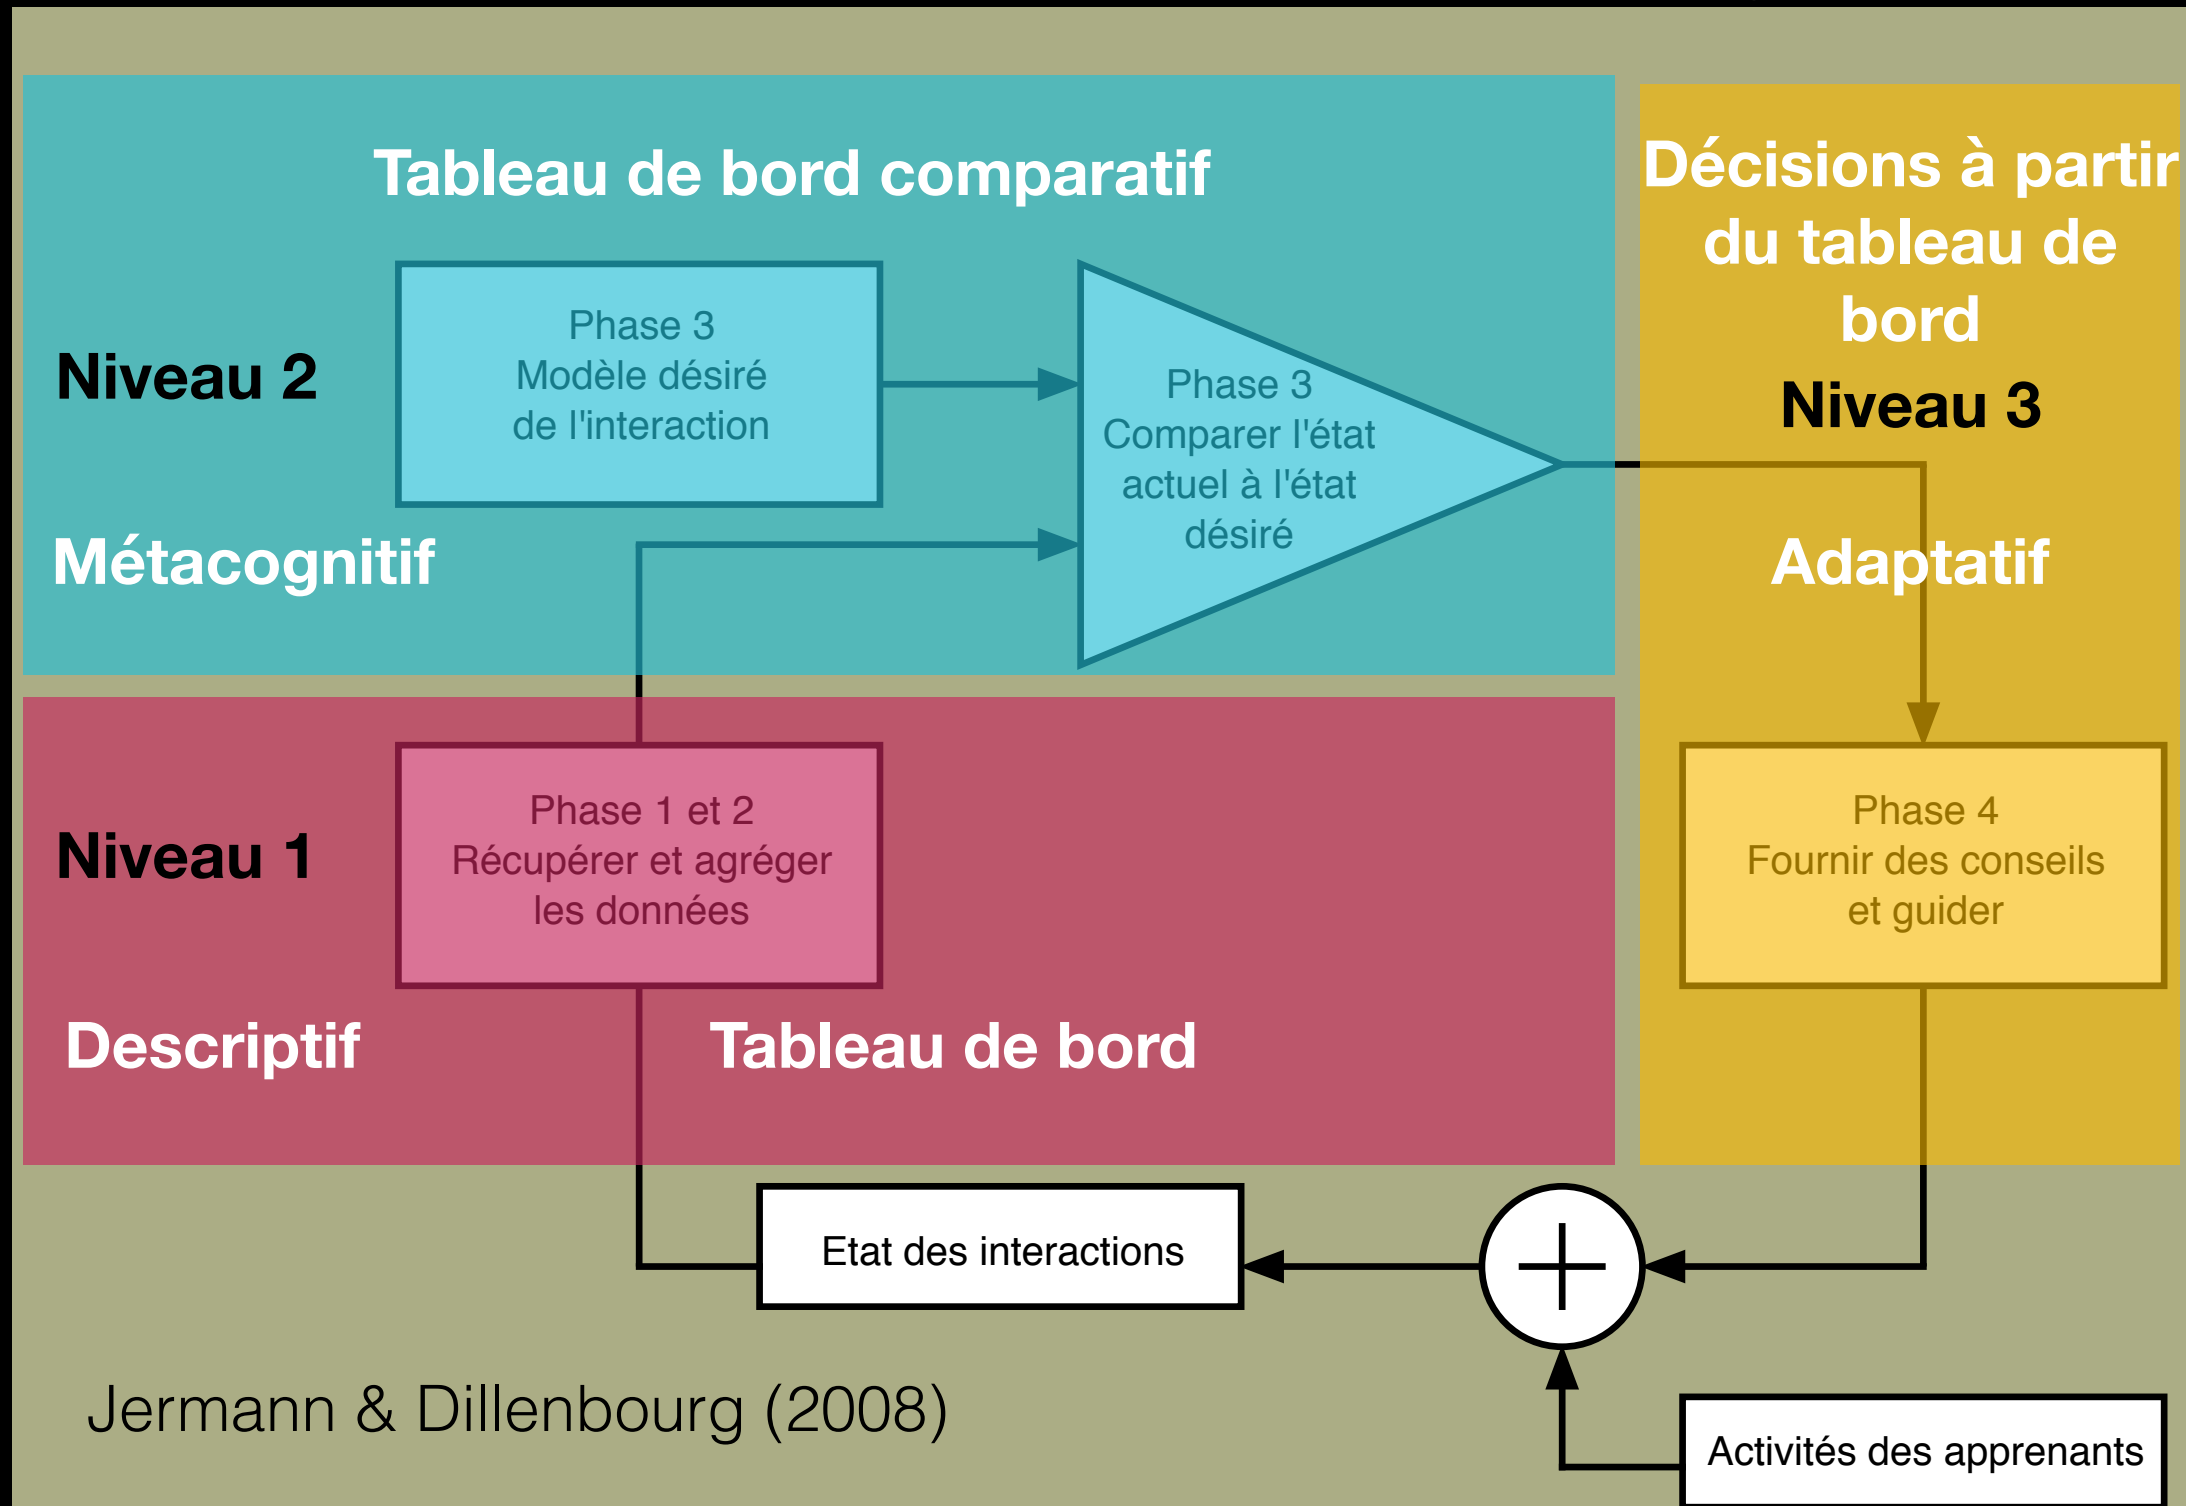 Tableau de bord comparatif
Niveau 2
Phase 3
Modèle désiré
de l'interaction
Phase 3
Comparer l'état
actuel à l'état
désiré
Métacognitif
Décisions à partir
du tableau de
bord
Niveau 3
Adaptatif
Niveau 1
Phase 1 et 2
Récupérer et agréger
les données
Descriptif
Tableau de bord
Phase 4
Fournir des conseils
et guider
Etat des interactions
Jermann & Dillenbourg (2008)
Activités des apprenants